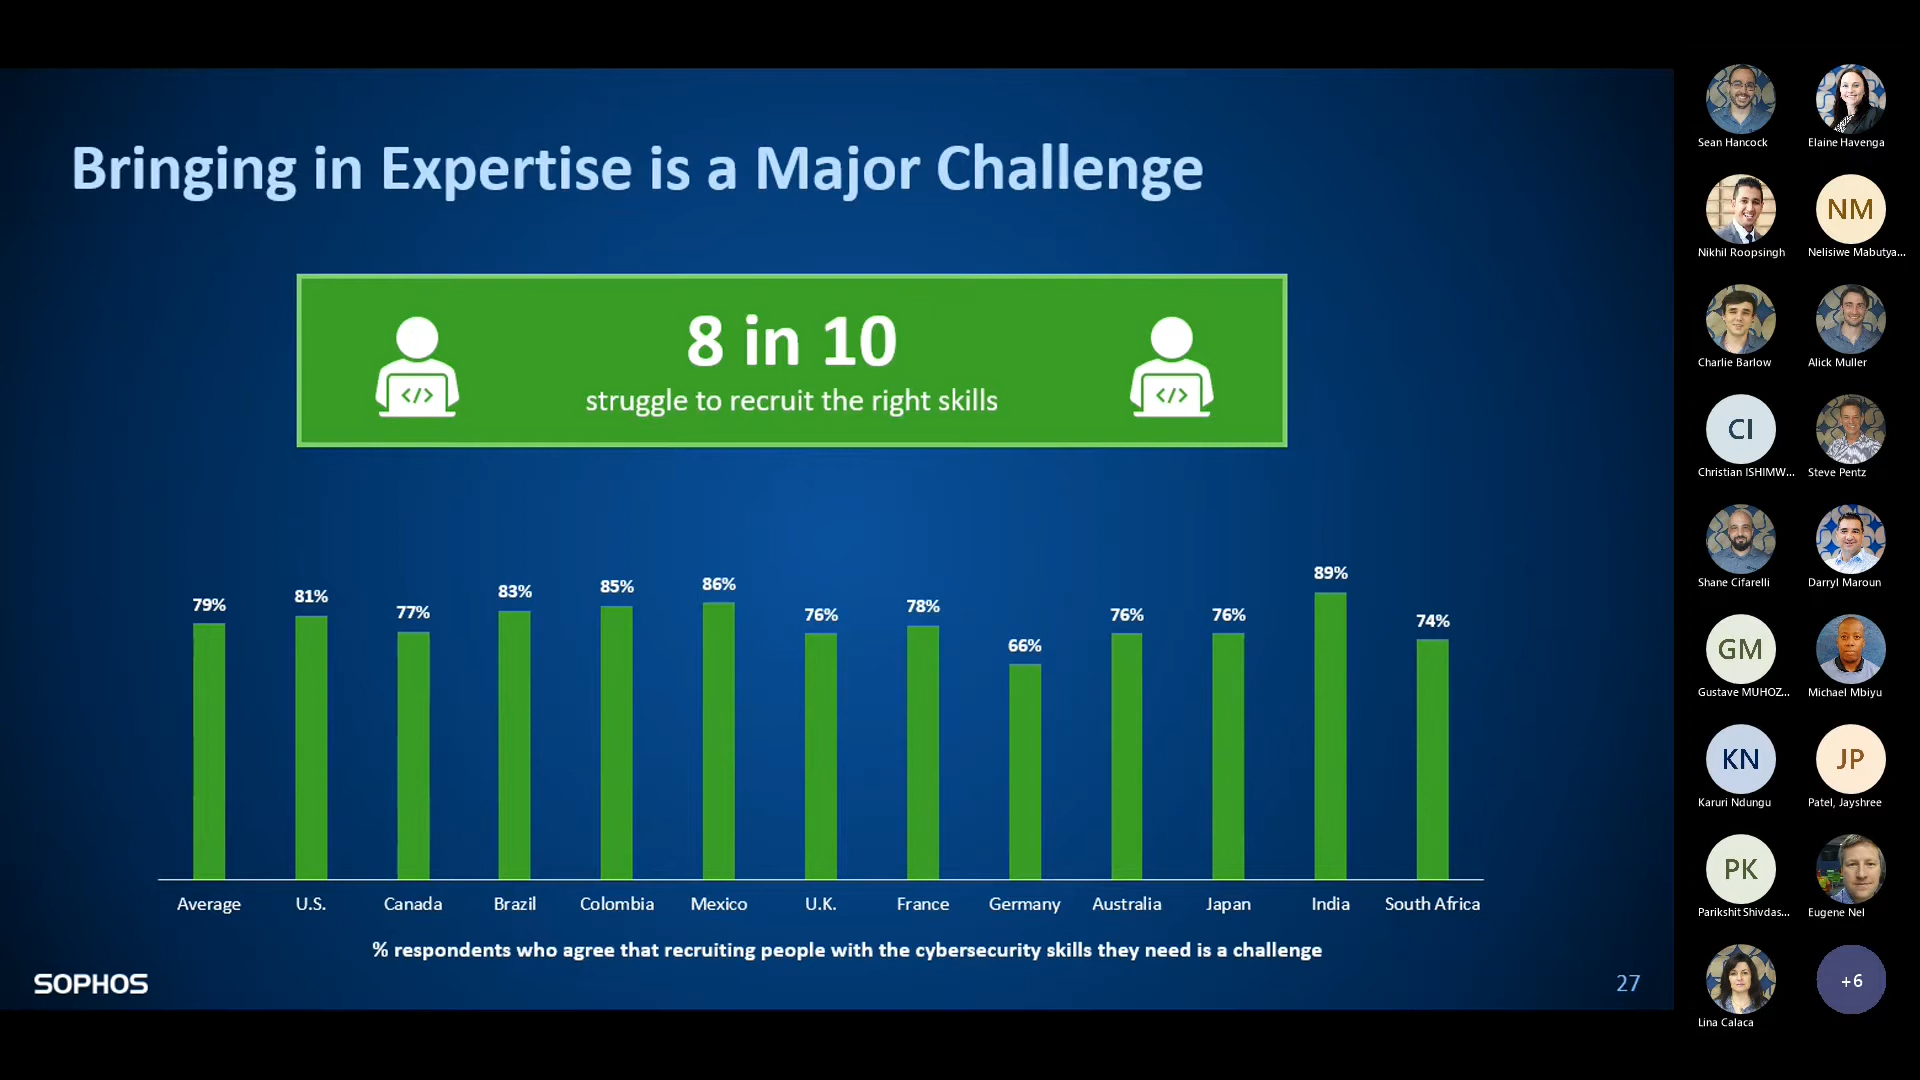 Bringing in Expertise is a Major Challenge
8 in 10
struggle to recruit the right skills
</>
</>
79%
81%
77%
83%
85%
86%
76%
78%
66%
76%
76%
89%
74%
Average
U.S.
Canada
Brazil
Colombia
Mexico
U.K.
France
Germany
Australia
Japan
India
South Africa
% respondents who agree that recruiting people with the cybersecurity skills they need is a challenge
SOPHOS
27
Sean Hancock
Elaine Havenga
Nikhil Roopsingh
NM
Nelisiwe Mabutya...
Charlie Barlow
Alick Muller
CI
Christian ISHIMW...
Steve Pentz
Shane Cifarelli
Darryl Maroun
GM
Gustave MUHOZ...
Michael Mbiyu
KN
Karuri Ndungu
JP
Patel, Jayshree
PK
Parikshit Shivdas...
Eugene Nel
Lina Calaca
+6